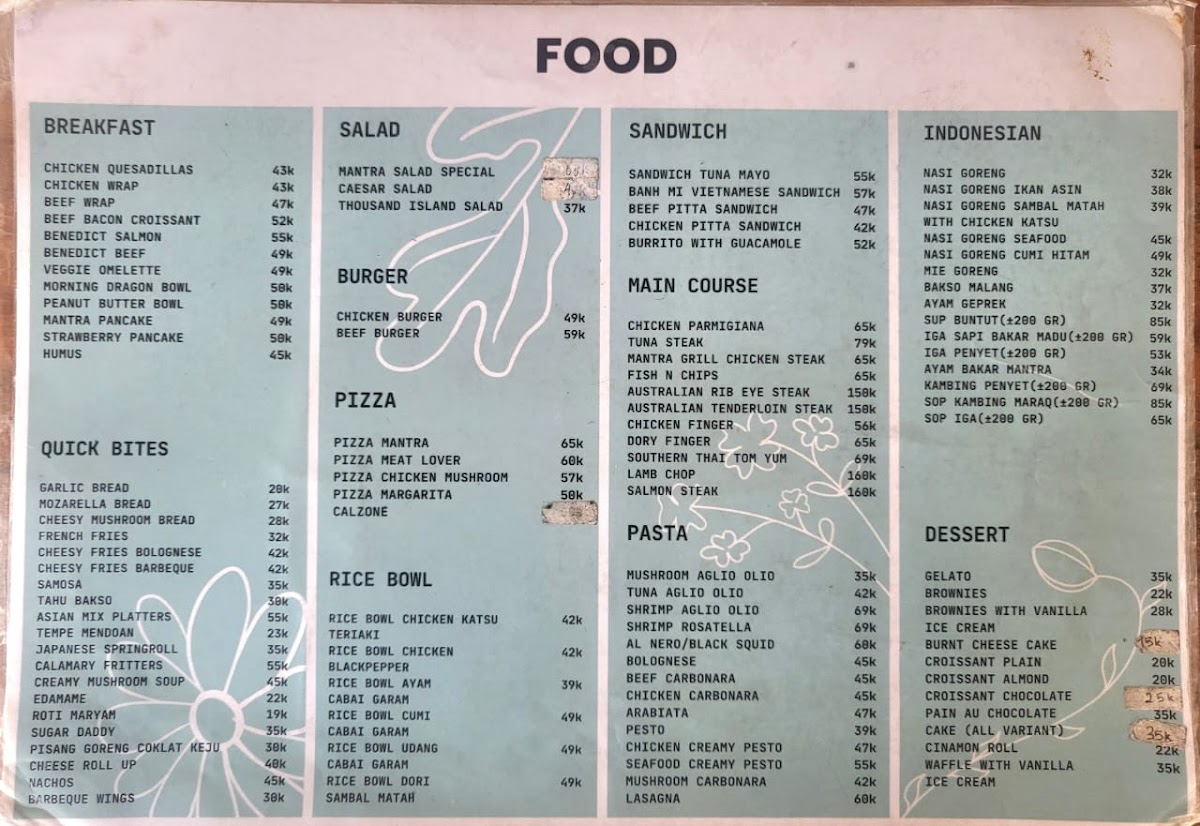 FOOD
BREAKFAST
CHICKEN QUESADILLAS 43k
CHICKEN WRAP 43k
BEEF WRAP 47k
BEEF BACON CROISSANT 52k
BENEDICT SALMON 55k
BENEDICT BEEF 49k
VEGGIE OMELETTE 49k
MORNING DRAGON BOWL 50k
PEANUT BUTTER BOWL 50k
MANTRA PANCAKE 49k
STRAWBERRY PANCAKE 50k
HUMUS 45k
QUICK BITES
GARLIC BREAD 20k
MOZARELLA BREAD 27k
CHEESY MUSHROOM BREAD 28k
FRENCH FRIES 32k
CHEESY FRIES BOLOGNESE 42k
CHEESY FRIES BARBEQUE 42k
SAMOSA 35k
TAHU BAKSO 30k
ASIAN MIX PLATTERS 55k
TEMPE MENDOAN 23k
JAPANESE SPRINGROLL 35k
CALAMARY FRITTERS 55k
CREAMY MUSHROOM SOUP 45k
EDAMAME 22k
ROTI MARYAM 19k
SUGAR DADDY 35k
PISANG GORENG COKLAT KEJU 30k
CHEESE ROLL UP 40k
NACHOS 45k
BARBEQUE WINGS 30k
SALAD
MANTRA SALAD SPECIAL
CAESAR SALAD
THOUSAND ISLAND SALAD 37k
BURGER
CHICKEN BURGER 49k
BEEF BURGER 59k
PIZZA
PIZZA MANTRA 65k
PIZZA MEAT LOVER 60k
PIZZA CHICKEN MUSHROOM 57k
PIZZA MARGARITA 50k
CALZONE
RICE BOWL
RICE BOWL CHICKEN KATSU 42k
TERIAKI
RICE BOWL CHICKEN 42k
BLACKPEPPER
RICE BOWL AYAM 39k
CABAI GARAM
RICE BOWL CUMI 49k
CABAI GARAM
RICE BOWL UDANG 49k
CABAI GARAM
RICE BOWL DORI 49k
SAMBAL MATAH
SANDWICH
SANDWICH TUNA MAYO 55k
BANH MI VIETNAMESE SANDWICH 57k
BEEF PITTA SANDWICH 47k
CHICKEN PITTA SANDWICH 42k
BURRITO WITH GUACAMOLE 52k
MAIN COURSE
CHICKEN PARMIGIANA 65k
TUNA STEAK 79k
MANTRA GRILL CHICKEN STEAK 65k
FISH N CHIPS 65k
AUSTRALIAN RIB EYE STEAK 150k
AUSTRALIAN TENDERLOIN STEAK 150k
CHICKEN FINGER 56k
DORY FINGER 65k
SOUTHERN THAI TOM YUM 69k
LAMB CHOP 160k
SALMON STEAK 160k
PASTA
MUSHROOM AGLIO OLIO 35k
TUNA AGLIO OLIO 42k
SHRIMP AGLIO OLIO 69k
SHRIMP ROSATELLA 69k
AL NERO/BLACK SQUID 60k
BOLOGNESE 45k
BEEF CARBONARA 45k
CHICKEN CARBONARA 45k
ARABIATA 47k
PESTO 39k
CHICKEN CREAMY PESTO 47k
SEAFOOD CREAMY PESTO 55k
MUSHROOM CARBONARA 42k
LASAGNA 60k
INDONESIAN
NASI GORENG 32k
NASI GORENG IKAN ASIN 38k
NASI GORENG SAMBAL MATAH 39k
WITH CHICKEN KATSU
NASI GORENG SEAFOOD 45k
NASI GORENG CUMI HITAM 49k
MIE GORENG 32k
BAKSO MALANG 37k
AYAM GEPREK 32k
SUP BUNTUT(±200 GR) 85k
IGA SAPI BAKAR MADU(±200 GR) 59k
IGA PENYET(±200 GR) 53k
AYAM BAKAR MANTRA 34k
KAMBING PENYET(±200 GR) 69k
SOP KAMBING MARAQ(±200 GR) 85k
SOP IGA(±200 GR) 65k
DESSERT
GELATO 35k
BROWNIES 22k
BROWNIES WITH VANILLA 28k
ICE CREAM
BURNT CHEESE CAKE
CROISSANT PLAIN 20k
CROISSANT ALMOND 20k
CROISSANT CHOCOLATE 25k
PAIN AU CHOCOLATE 35k
CAKE (ALL VARIANT) 35k
CINAMON ROLL 22k
WAFFLE WITH VANILLA 35k
ICE CREAM